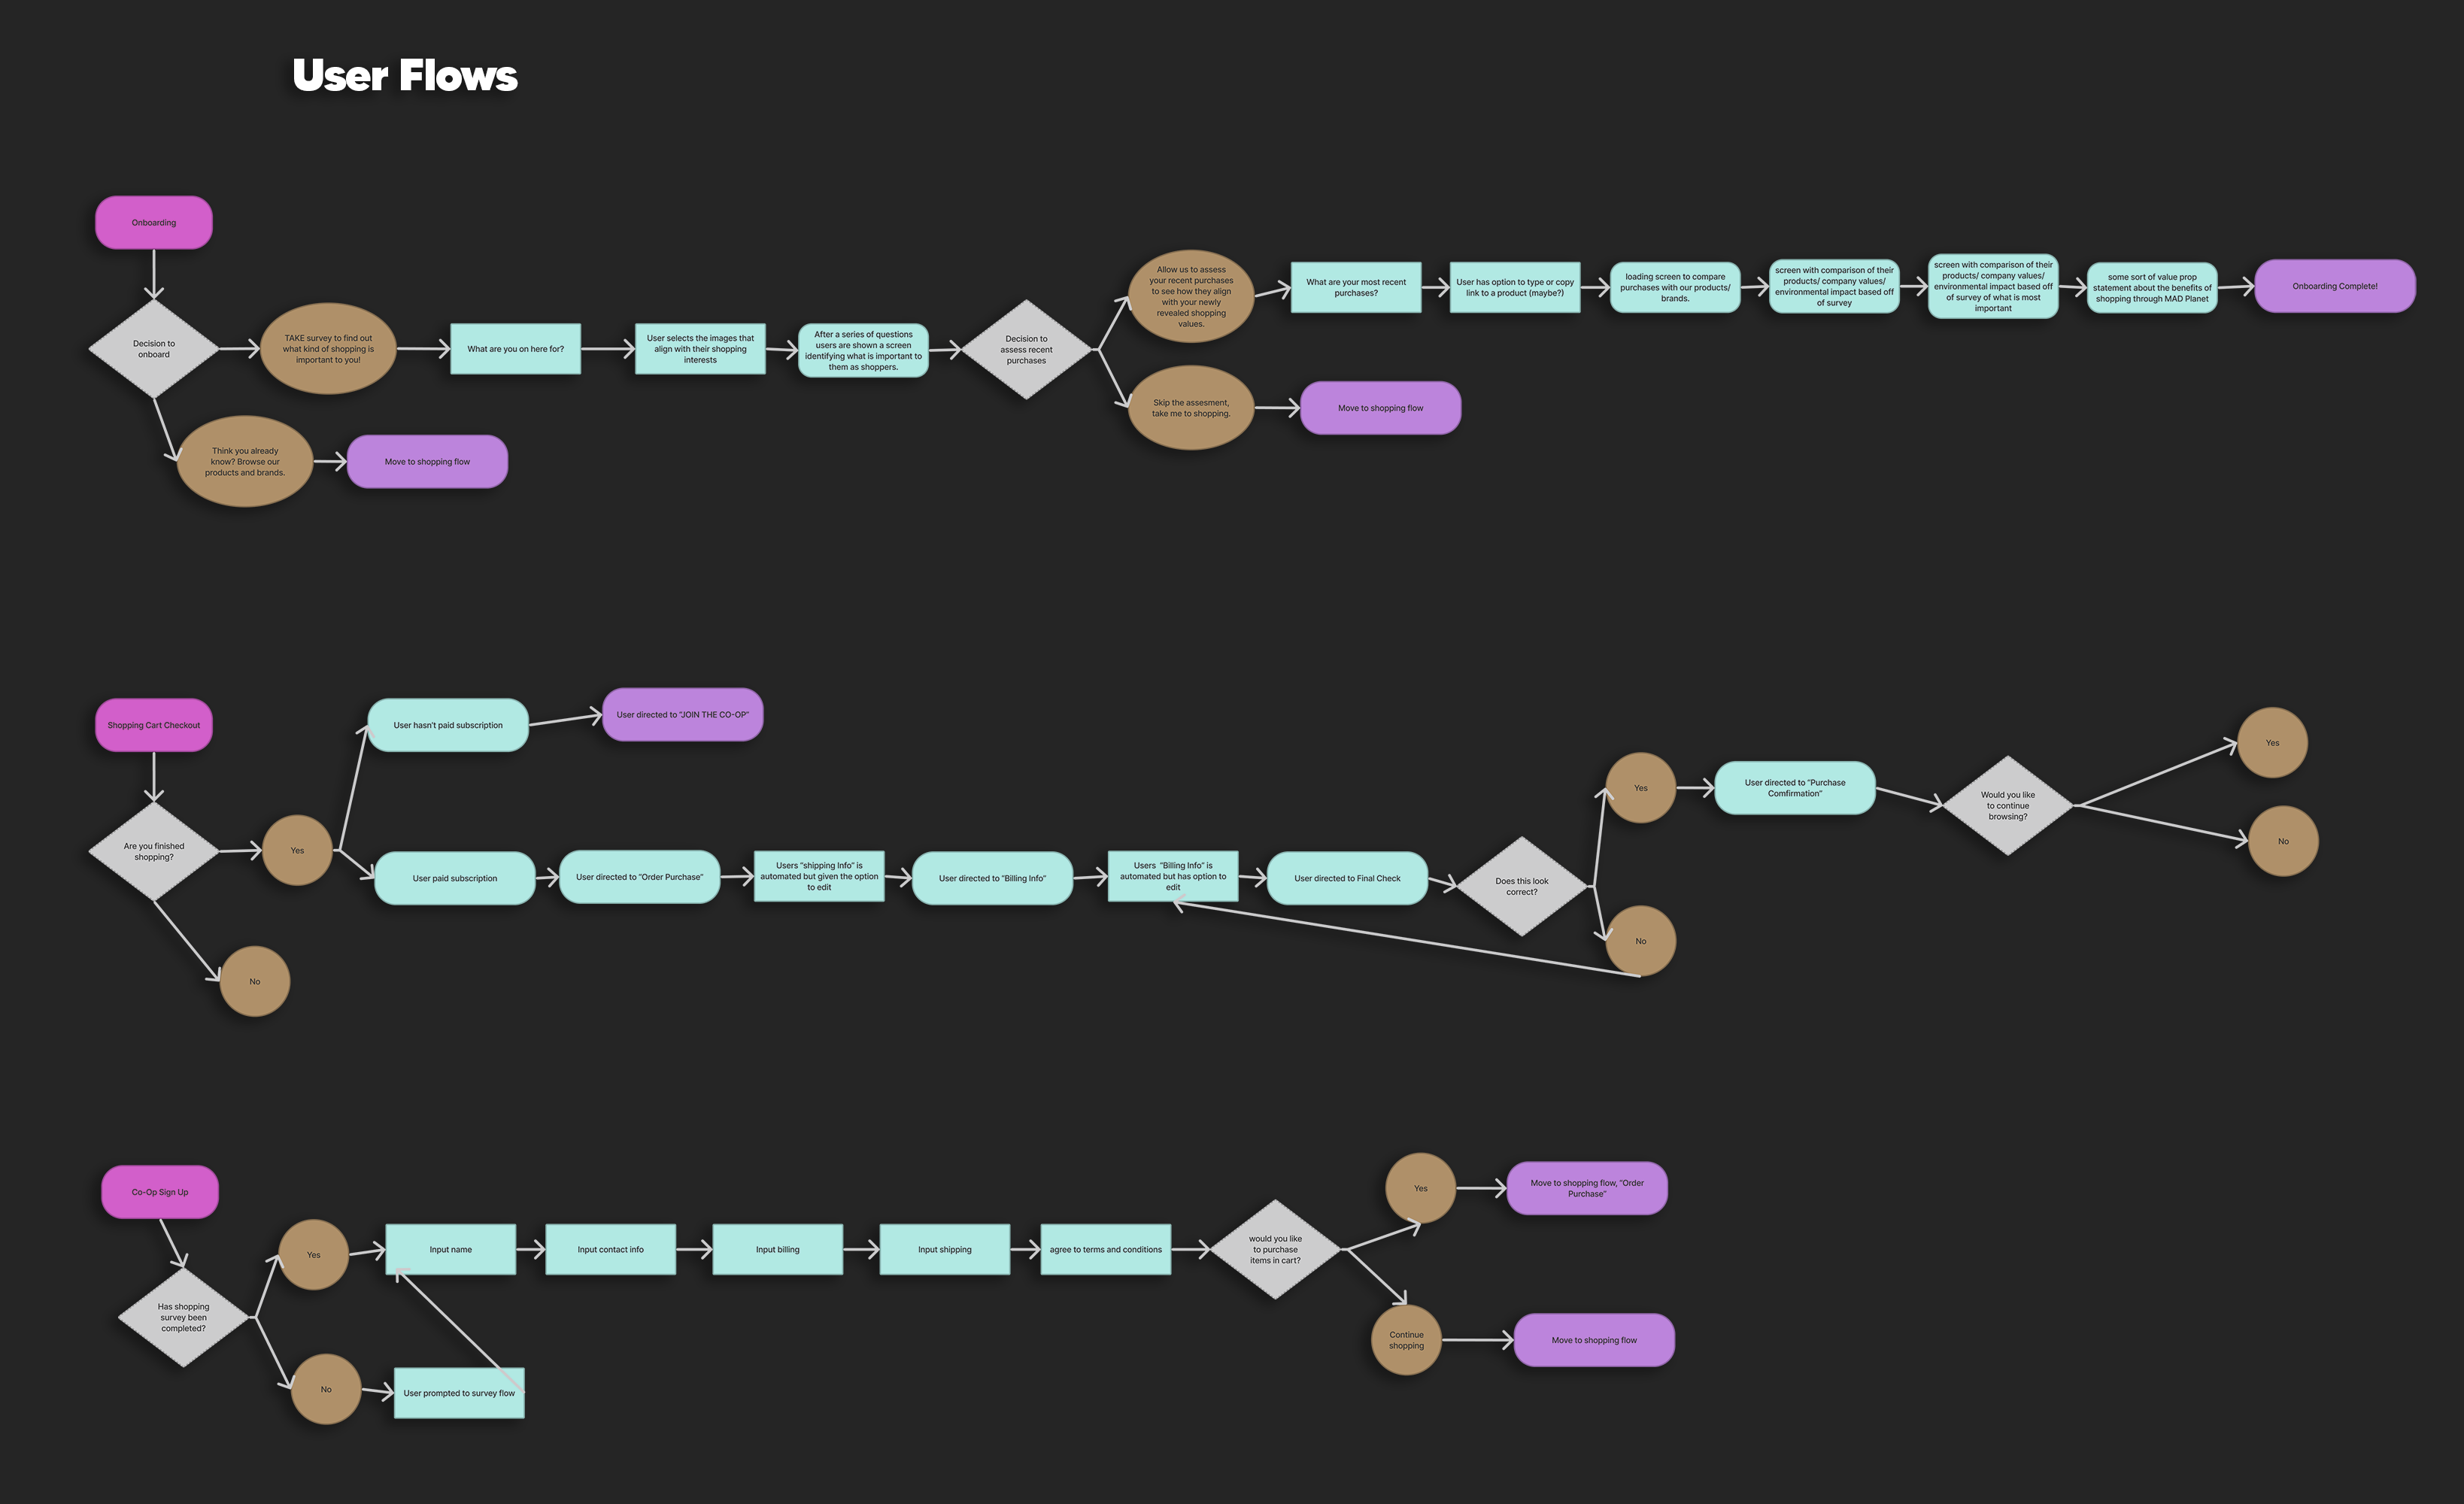 User Flows
Onboarding
Decision to
onboard
TAKE survey to find out
what kind of shopping is
important to you!
What are you on here for?
User selects the images that
align with their shopping
interests
After a series of questions
users are shown a screen
identifying what is important to
them as shoppers.
Decision to
assess recent
purchases
Allow us to assess
your recent purchases
to see how they align
with your newly
revealed shopping
values.
What are your most recent
purchases?
User has option to type or copy
link to a product (maybe?)
loading screen to compare
purchases with our products/
brands.
screen with comparison of their
products/ company values/
environmental impact based off
of survey
screen with comparison of their
products/ company values/
environmental impact based off
of survey of what is most
important
some sort of value prop
statement about the benefits of
shopping through MAD Planet
Onboarding Complete!
Skip the assesment,
take me to shopping.
Move to shopping flow
Think you already
know? Browse our
products and brands.
Move to shopping flow
Shopping Cart Checkout
Are you finished
shopping?
Yes
No
User hasn't paid subscription
User directed to "JOIN THE CO-OP"
User paid subscription
User directed to "Order Purchase"
Users "shipping Info" is
automated but given the option
to edit
User directed to "Billing Info"
Users "Billing Info" is
automated but has option to
edit
User directed to Final Check
Does this look
correct?
Yes
No
User directed to "Purchase
Comfirmation"
Would you like
to continue
browsing?
Yes
No
Co-Op Sign Up
Has shopping
survey been
completed?
Yes
Input name
Input contact info
Input billing
Input shipping
agree to terms and conditions
would you like
to purchase
items in cart?
Yes
Move to shopping flow, "Order
Purchase"
Continue
shopping
Move to shopping flow
No
User prompted to survey flow